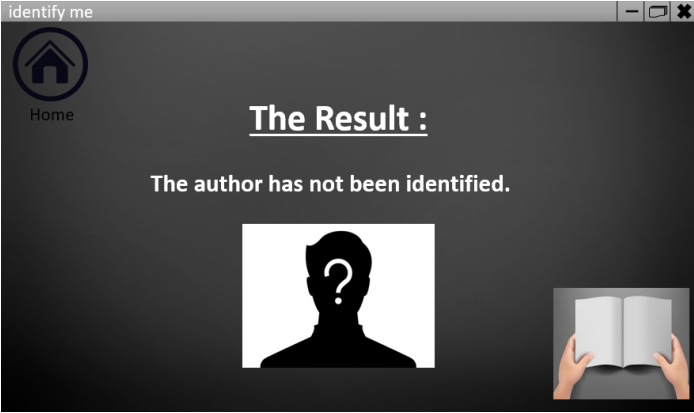 identify me
Home
The Result :
The author has not been identified.
?